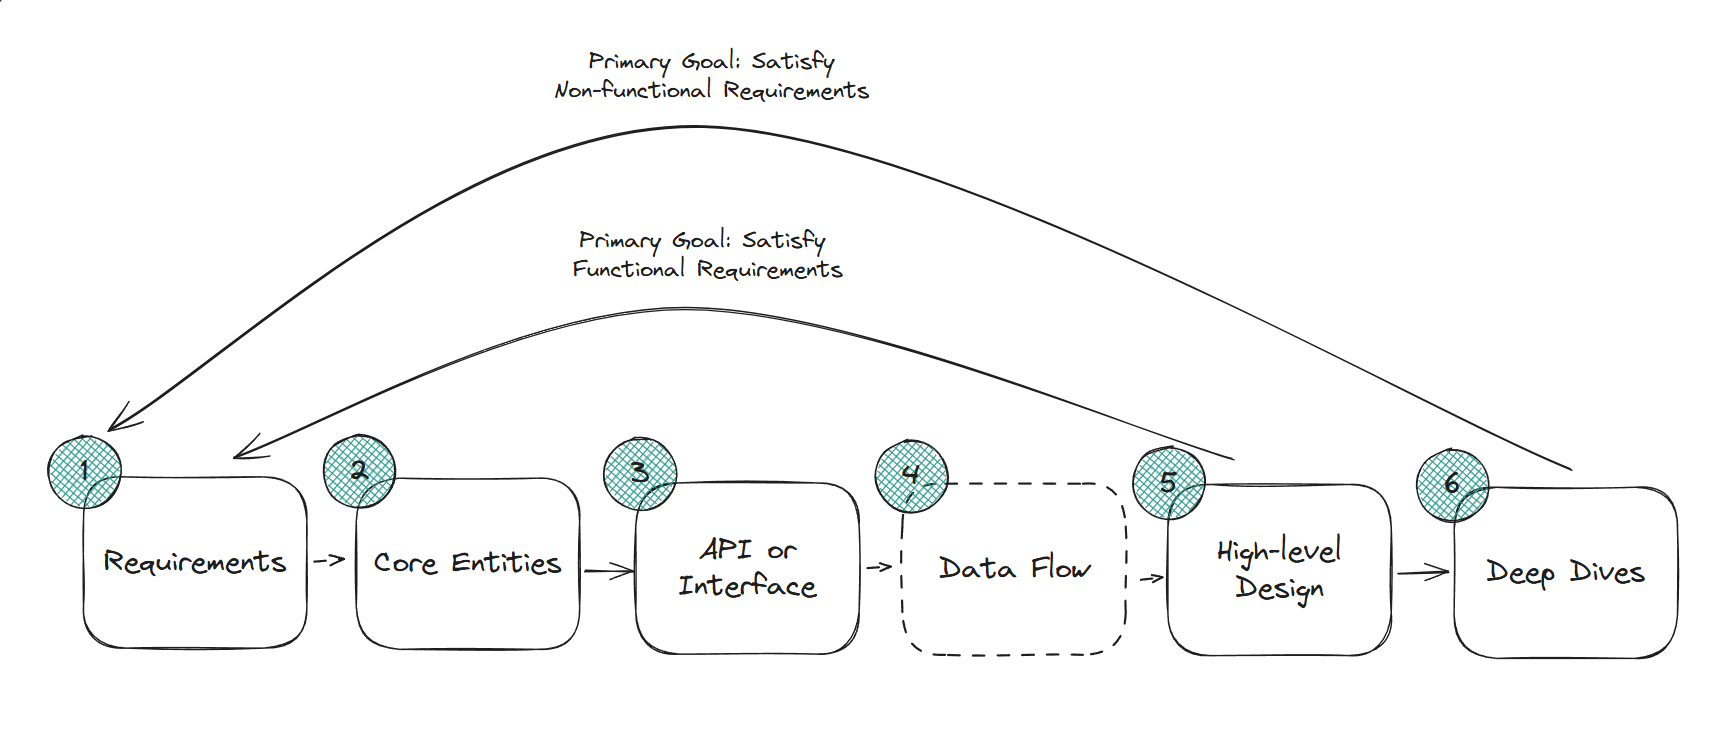 Primary Goal: Satisfy
Non-functional Requirements
Primary Goal: Satisfy
Functional Requirements
1
2
3
4
5
6
Requirements
Core Entities
API or
Interface
Data Flow
High-level
Design
Deep Dives